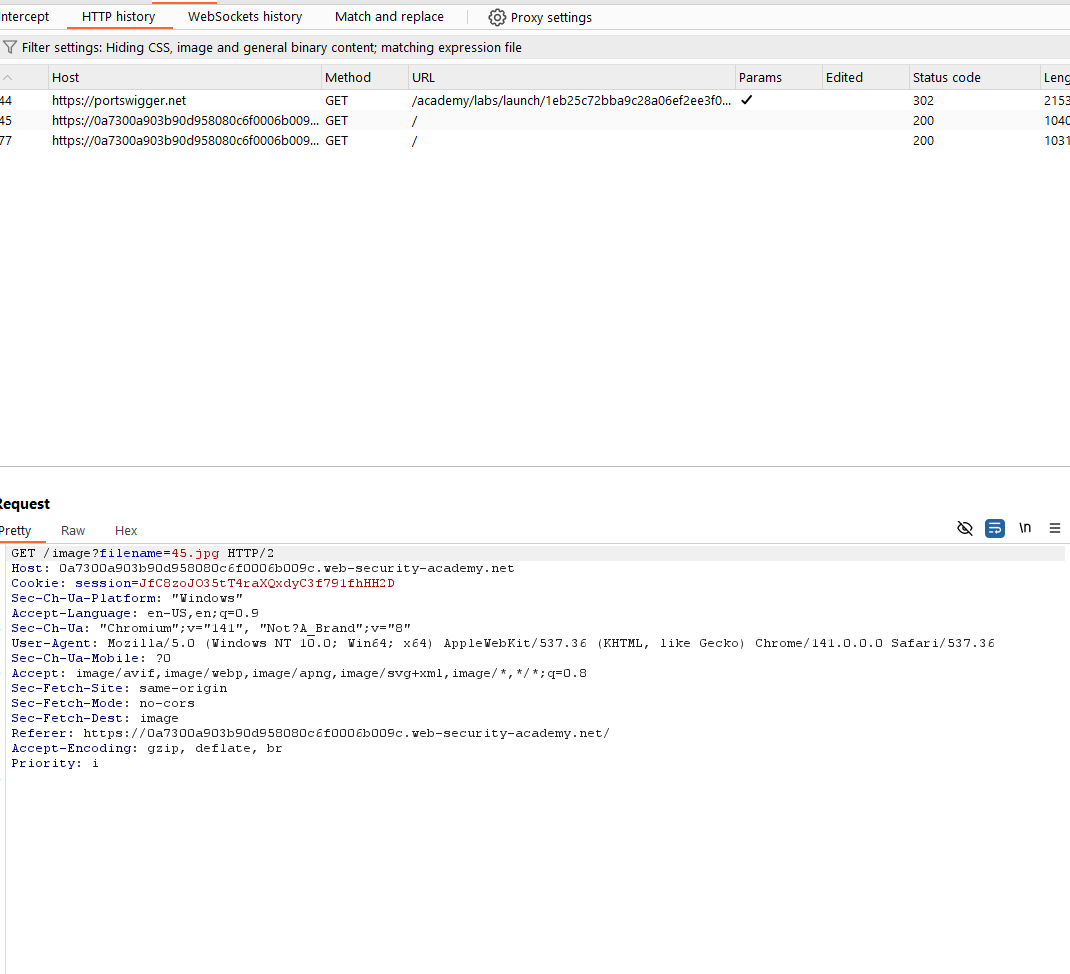 ntercept HTTP history WebSockets history Match and replace Proxy settings
Filter settings: Hiding CSS, image and general binary content; matching expression file
Host Method URL Params Edited Status code Leng
44 https://portswigger.net GET /academy/labs/launch/1eb25c72bba9c28a06ef2ee3f0... ✓ 302 2153
45 https://0a7300a903b90d958080c6f0006b009... GET / 200 1040
77 https://0a7300a903b90d958080c6f0006b009... GET / 200 1031
Request
Pretty Raw Hex \n
GET /image?filename=45.jpg HTTP/2
Host: 0a7300a903b90d958080c6f0006b009c.web-security-academy.net
Cookie: session=JfC8zoJO35tT4raXQxdyC3f791fhHH2D
Sec-Ch-Ua-Platform: "Windows"
Accept-Language: en-US,en;q=0.9
Sec-Ch-Ua: "Chromium";v="141", "Not?A_Brand";v="8"
User-Agent: Mozilla/5.0 (Windows NT 10.0; Win64; x64) AppleWebKit/537.36 (KHTML, like Gecko) Chrome/141.0.0.0 Safari/537.36
Sec-Ch-Ua-Mobile: ?0
Accept: image/avif,image/webp,image/apng,image/svg+xml,image/*,*/*;q=0.8
Sec-Fetch-Site: same-origin
Sec-Fetch-Mode: no-cors
Sec-Fetch-Dest: image
Referer: https://0a7300a903b90d958080c6f0006b009c.web-security-academy.net/
Accept-Encoding: gzip, deflate, br
Priority: i